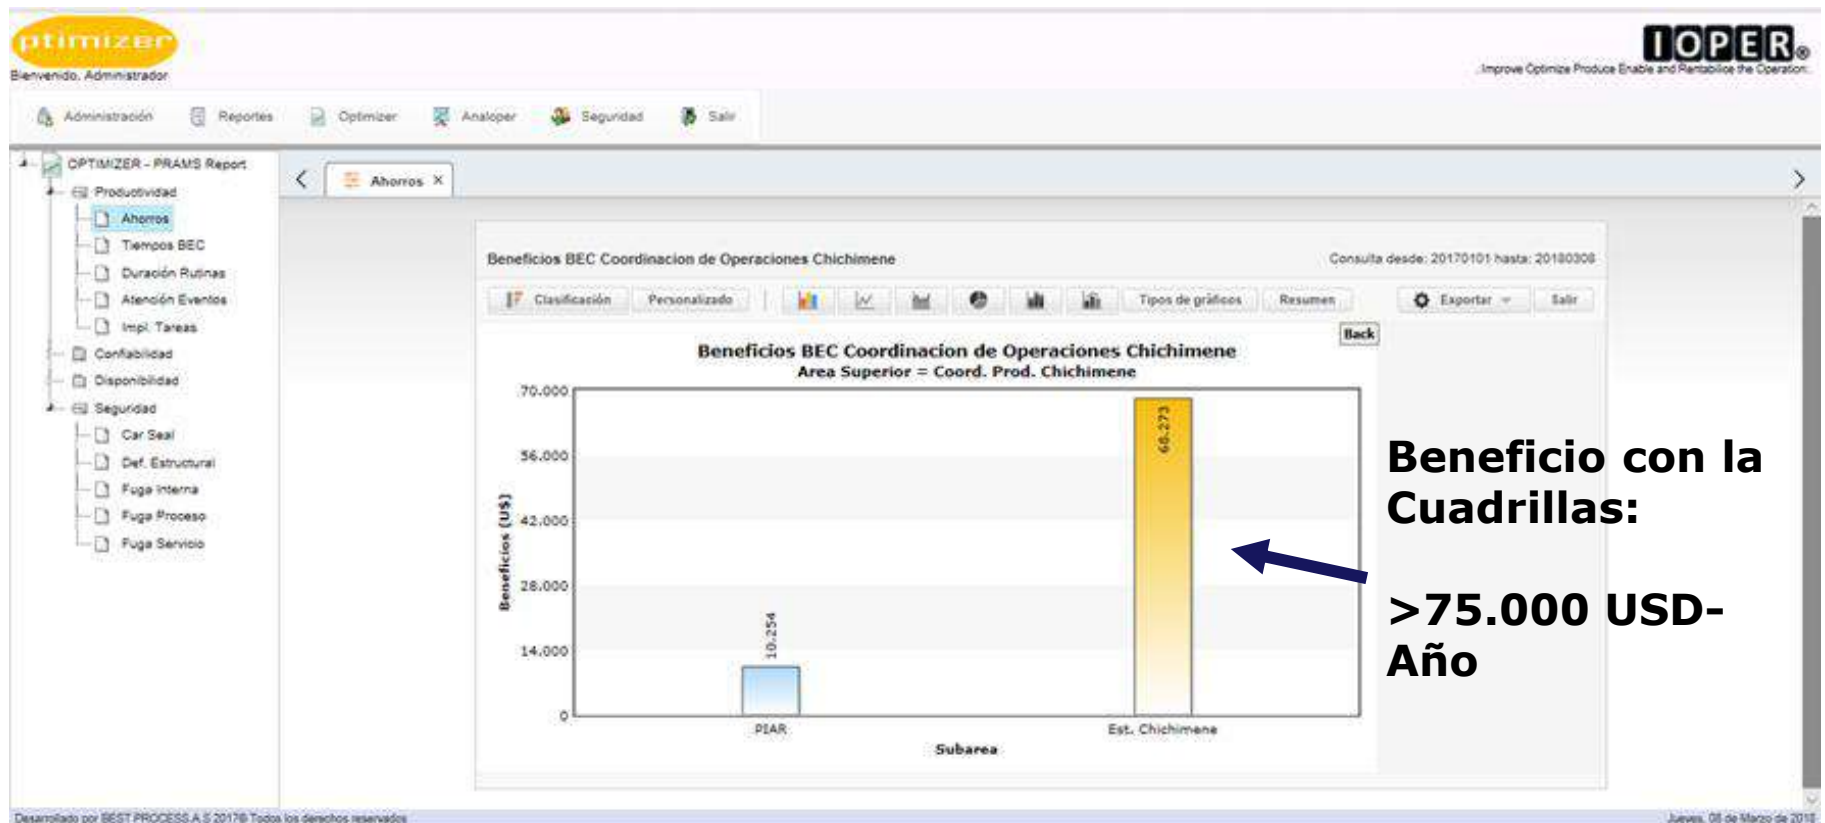 ptimizer
Bienvenido. Administrador
IOPER®
Improve Optimize Produce Enable and Rentabilice the Operation.
Administración Reportes Optimizer Analoper Seguridad Salir
OPTIMIZER - PRAMS Report
Productividad
Ahorros
Tiempos BEC
Duración Rutinas
Atención Eventos
Impl. Tareas
Confiabilidad
Disponibilidad
Seguridad
Car Seal
Def. Estructural
Fuga Interna
Fuga Proceso
Fuga Servicio
Ahorros ×
Beneficios BEC Coordinacion de Operaciones Chichimene
Consulta desde: 20170101 hasta: 20180308
Clasificación Personalizado Tipos de gráficos Resumen Exportar Salir
Back
Beneficios BEC Coordinacion de Operaciones Chichimene
Area Superior = Coord. Prod. Chichimene
Beneficios (US$)
70.000
56.000
42.000
28.000
14.000
0
10.254
68.273
PIAR
Est. Chichimene
Subarea
Beneficio con la
Cuadrillas:
>75.000 USD-
Año
Desarrollado por BEST PROCESS A.S 2017® Todos los derechos reservados
Jueves, 08 de Marzo de 2018